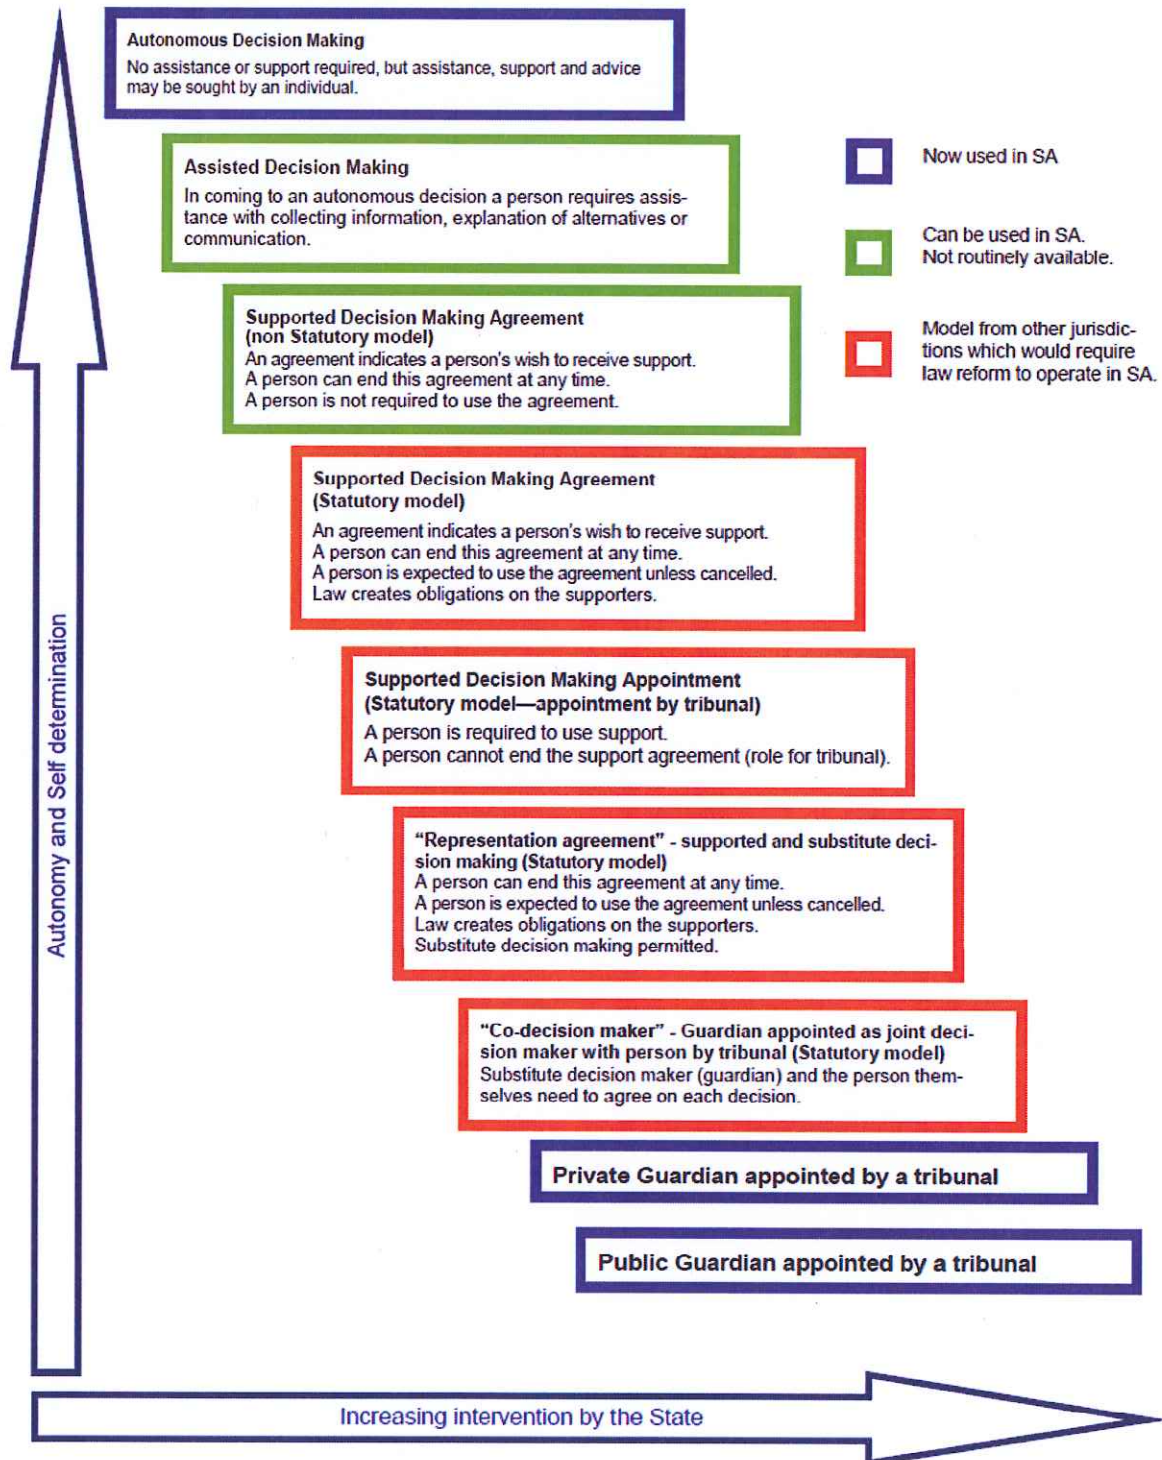 Autonomous Decision Making
No assistance or support required, but assistance, support and advice
may be sought by an individual.
Assisted Decision Making
In coming to an autonomous decision a person requires assis-
tance with collecting information, explanation of alternatives or
communication.
Supported Decision Making Agreement
(non Statutory model)
An agreement indicates a person's wish to receive support.
A person can end this agreement at any time.
A person is not required to use the agreement.
Supported Decision Making Agreement
(Statutory model)
An agreement indicates a person's wish to receive support.
A person can end this agreement at any time.
A person is expected to use the agreement unless cancelled.
Law creates obligations on the supporters.
Supported Decision Making Appointment
(Statutory model—appointment by tribunal)
A person is required to use support.
A person cannot end the support agreement (role for tribunal).
“Representation agreement” - supported and substitute deci-
sion making (Statutory model)
A person can end this agreement at any time.
A person is expected to use the agreement unless cancelled.
Law creates obligations on the supporters.
Substitute decision making permitted.
“Co-decision maker” - Guardian appointed as joint deci-
sion maker with person by tribunal (Statutory model)
Substitute decision maker (guardian) and the person them-
selves need to agree on each decision.
Private Guardian appointed by a tribunal
Public Guardian appointed by a tribunal
Now used in SA
Can be used in SA.
Not routinely available.
Model from other jurisdic-
tions which would require
law reform to operate in SA.
Autonomy and Self determination
Increasing intervention by the State